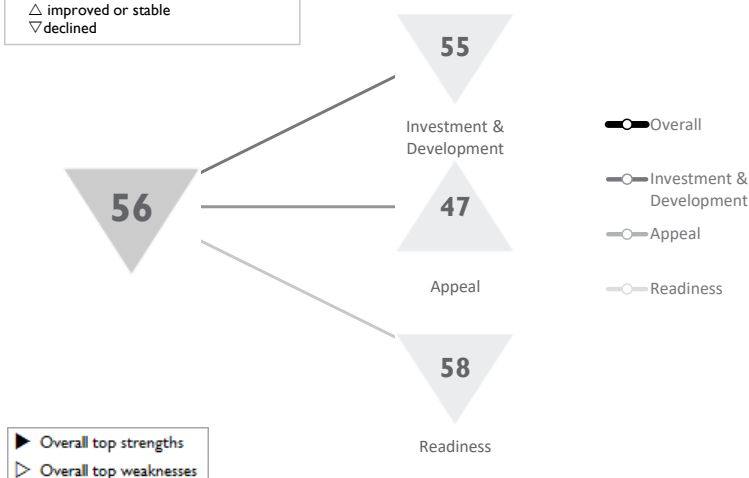 △ improved or stable
▽ declined
55
Investment &
Development
56
47
Appeal
58
Readiness
Overall
Investment &
Development
Appeal
Readiness
▶ Overall top strengths
▷ Overall top weaknesses